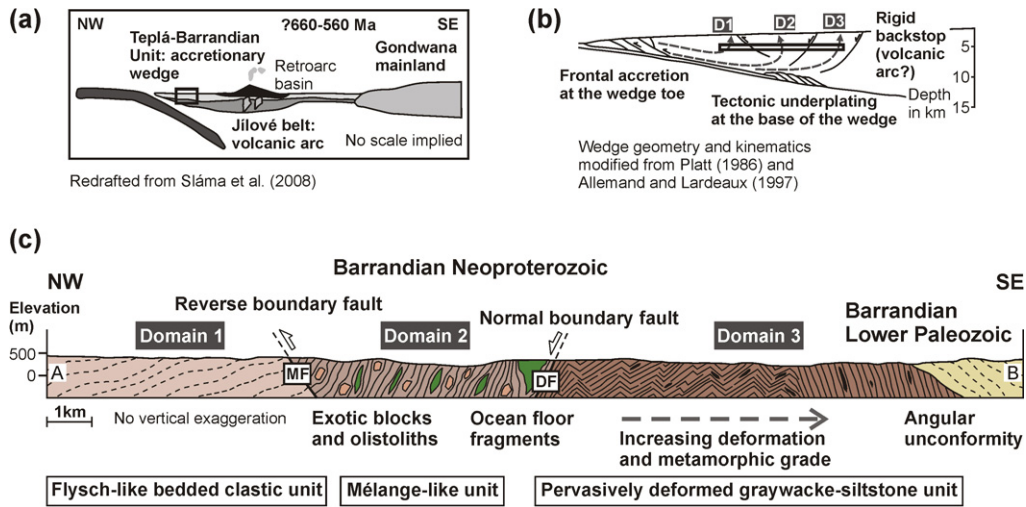 (a)
NW
?660-560 Ma
SE
Teplá-Barrandian
Unit: accretionary
wedge
Retroarc
basin
Gondwana
mainland
Jílové belt:
volcanic arc
No scale implied
Redrafted from Sláma et al. (2008)
(b)
D1
D2
D3
Rigid
backstop
(volcanic
arc?)
5
10
15
Depth
in km
Frontal accretion
at the wedge toe
Tectonic underplating
at the base of the wedge
Wedge geometry and kinematics
modified from Platt (1986) and
Allemand and Lardeaux (1997)
(c)
Barrandian Neoproterozoic
NW
SE
Elevation
(m)
500
0
Reverse boundary fault
Normal boundary fault
Barrandian
Lower Paleozoic
Domain 1
Domain 2
Domain 3
A
MF
DF
B
1km
No vertical exaggeration
Exotic blocks
and olistoliths
Ocean floor
fragments
Increasing deformation
and metamorphic grade
Angular
unconformity
Flysch-like bedded clastic unit
Mélange-like unit
Pervasively deformed graywacke-siltstone unit